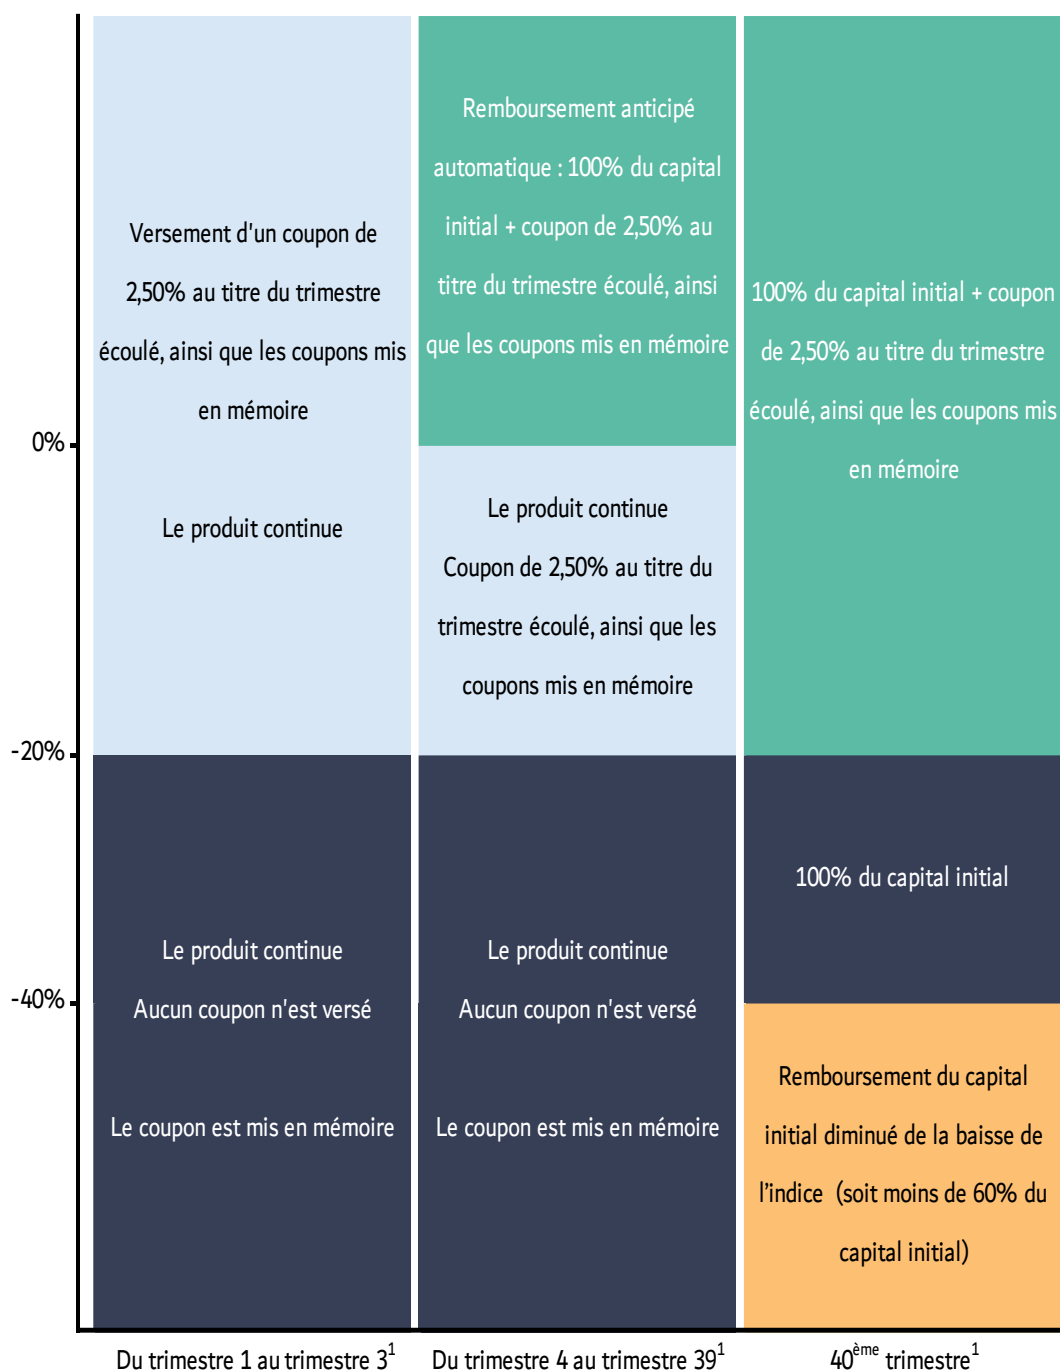 Versement d'un coupon de
2,50% au titre du trimestre
écoulé, ainsi que les coupons mis
en mémoire
Le produit continue
Remboursement anticipé
automatique : 100% du capital
initial + coupon de 2,50% au
titre du trimestre écoulé, ainsi
que les coupons mis en mémoire
100% du capital initial + coupon
de 2,50% au titre du trimestre
écoulé, ainsi que les coupons mis
en mémoire
0%
Le produit continue
Coupon de 2,50% au titre du
trimestre écoulé, ainsi que les
coupons mis en mémoire
-20%
Le produit continue
Aucun coupon n'est versé
Le coupon est mis en mémoire
Le produit continue
Aucun coupon n'est versé
Le coupon est mis en mémoire
100% du capital initial
-40%
Remboursement du capital
initial diminué de la baisse de
l’indice (soit moins de 60% du
capital initial)
Du trimestre 1 au trimestre 3¹
Du trimestre 4 au trimestre 39¹
40ème trimestre¹